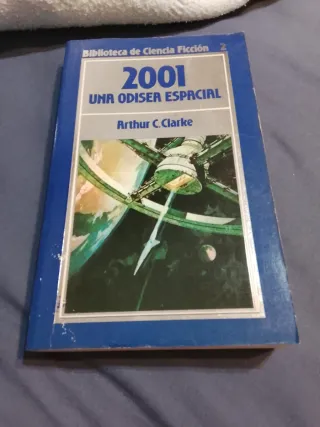 Biblioteca de Ciencia Ficción 2
2001
UNA ODISEA ESPACIAL
Arthur C. Clarke